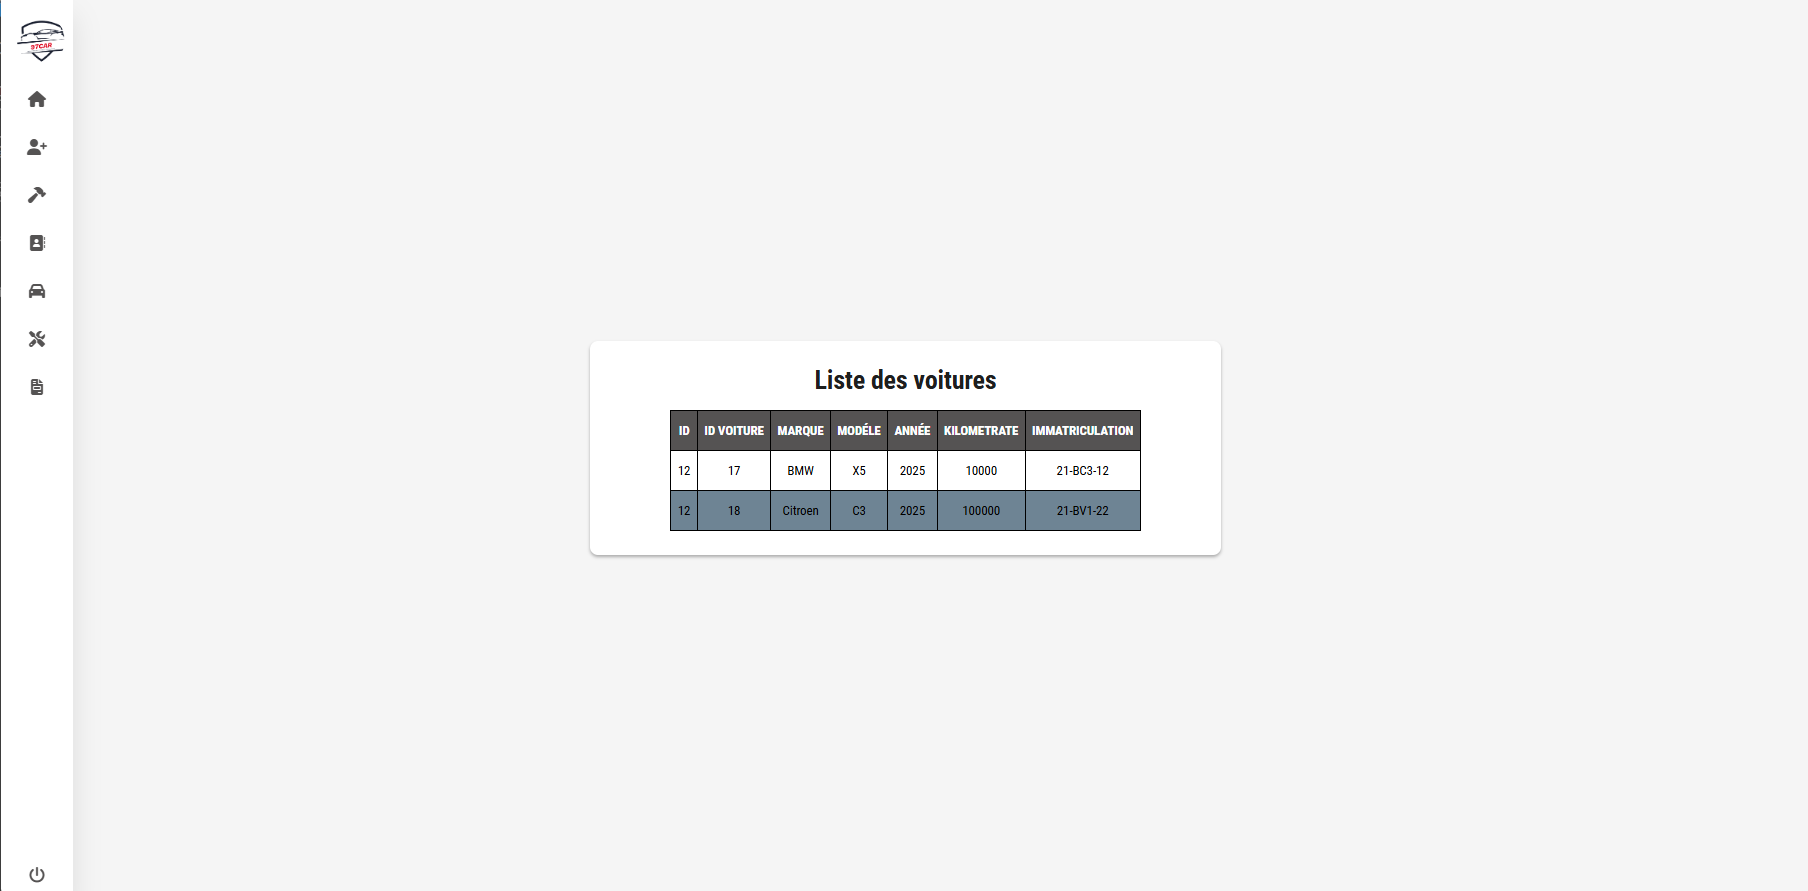 97CAR
Liste des voitures
ID ID VOITURE MARQUE MODÉLE ANNÉE KILOMETRATE IMMATRICULATION
12 17 BMW X5 2025 10000 21-BC3-12
12 18 Citroen C3 2025 100000 21-BV1-22